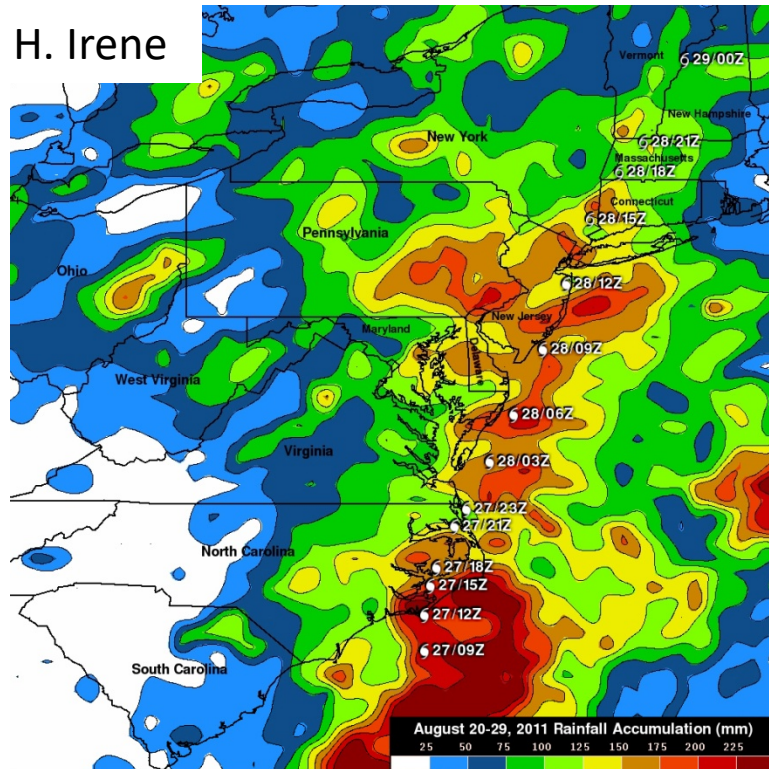 H. Irene
Vermont
29/00Z
New Hampshire
New York
28/21Z
Massachusetts
28/18Z
Connecticut
28/15Z
Pennsylvania
Ohio
28/12Z
New Jersey
Maryland
Delaware
28/09Z
West Virginia
28/06Z
Virginia
28/03Z
27/23Z
27/21Z
North Carolina
27/18Z
27/15Z
27/12Z
27/09Z
South Carolina
August 20-29, 2011 Rainfall Accumulation (mm)
25 50 75 100 125 150 175 200 225